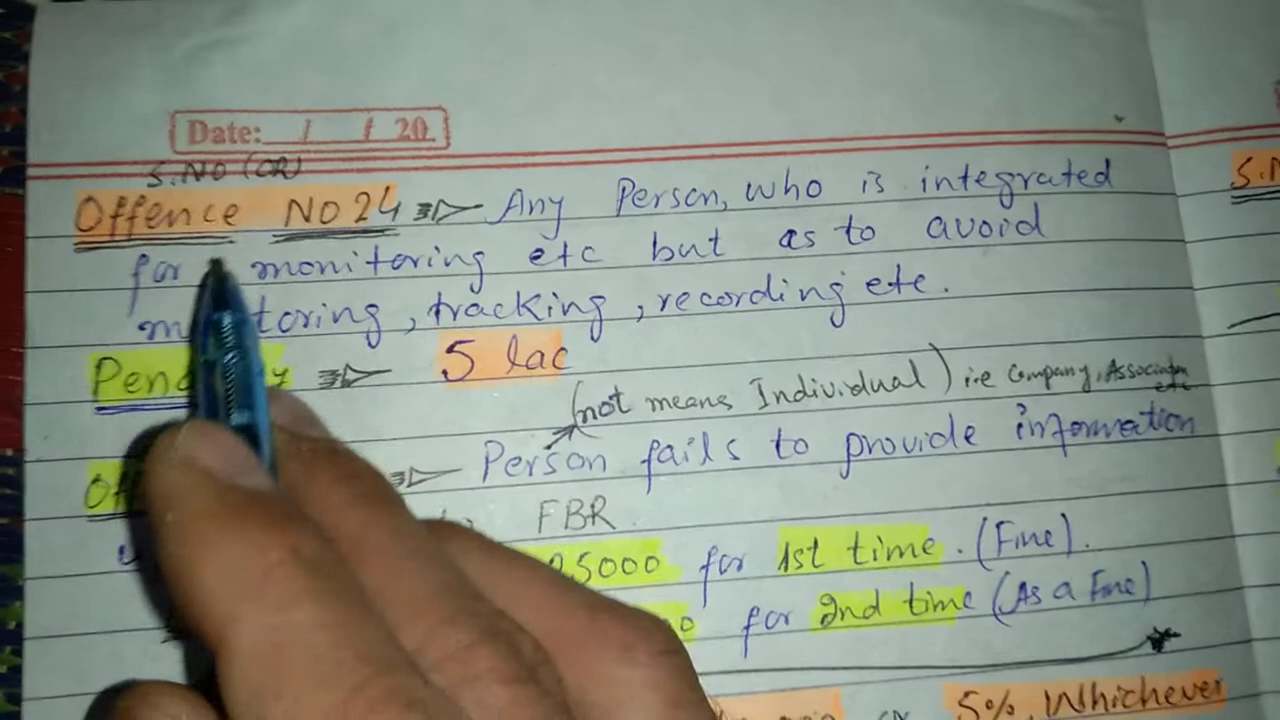 Date: / / 20
S.NO (OR)
Offence NO 24 Any Person, who is integrated
for monitoring etc but as to avoid
toring, tracking, recording etc.
5 lac
(not means Individual) i.e Company, Association etc
Person fails to provide information
FBR
25000 for 1st time. (Fine).
for 2nd time (As a Fine)
5% Whichever